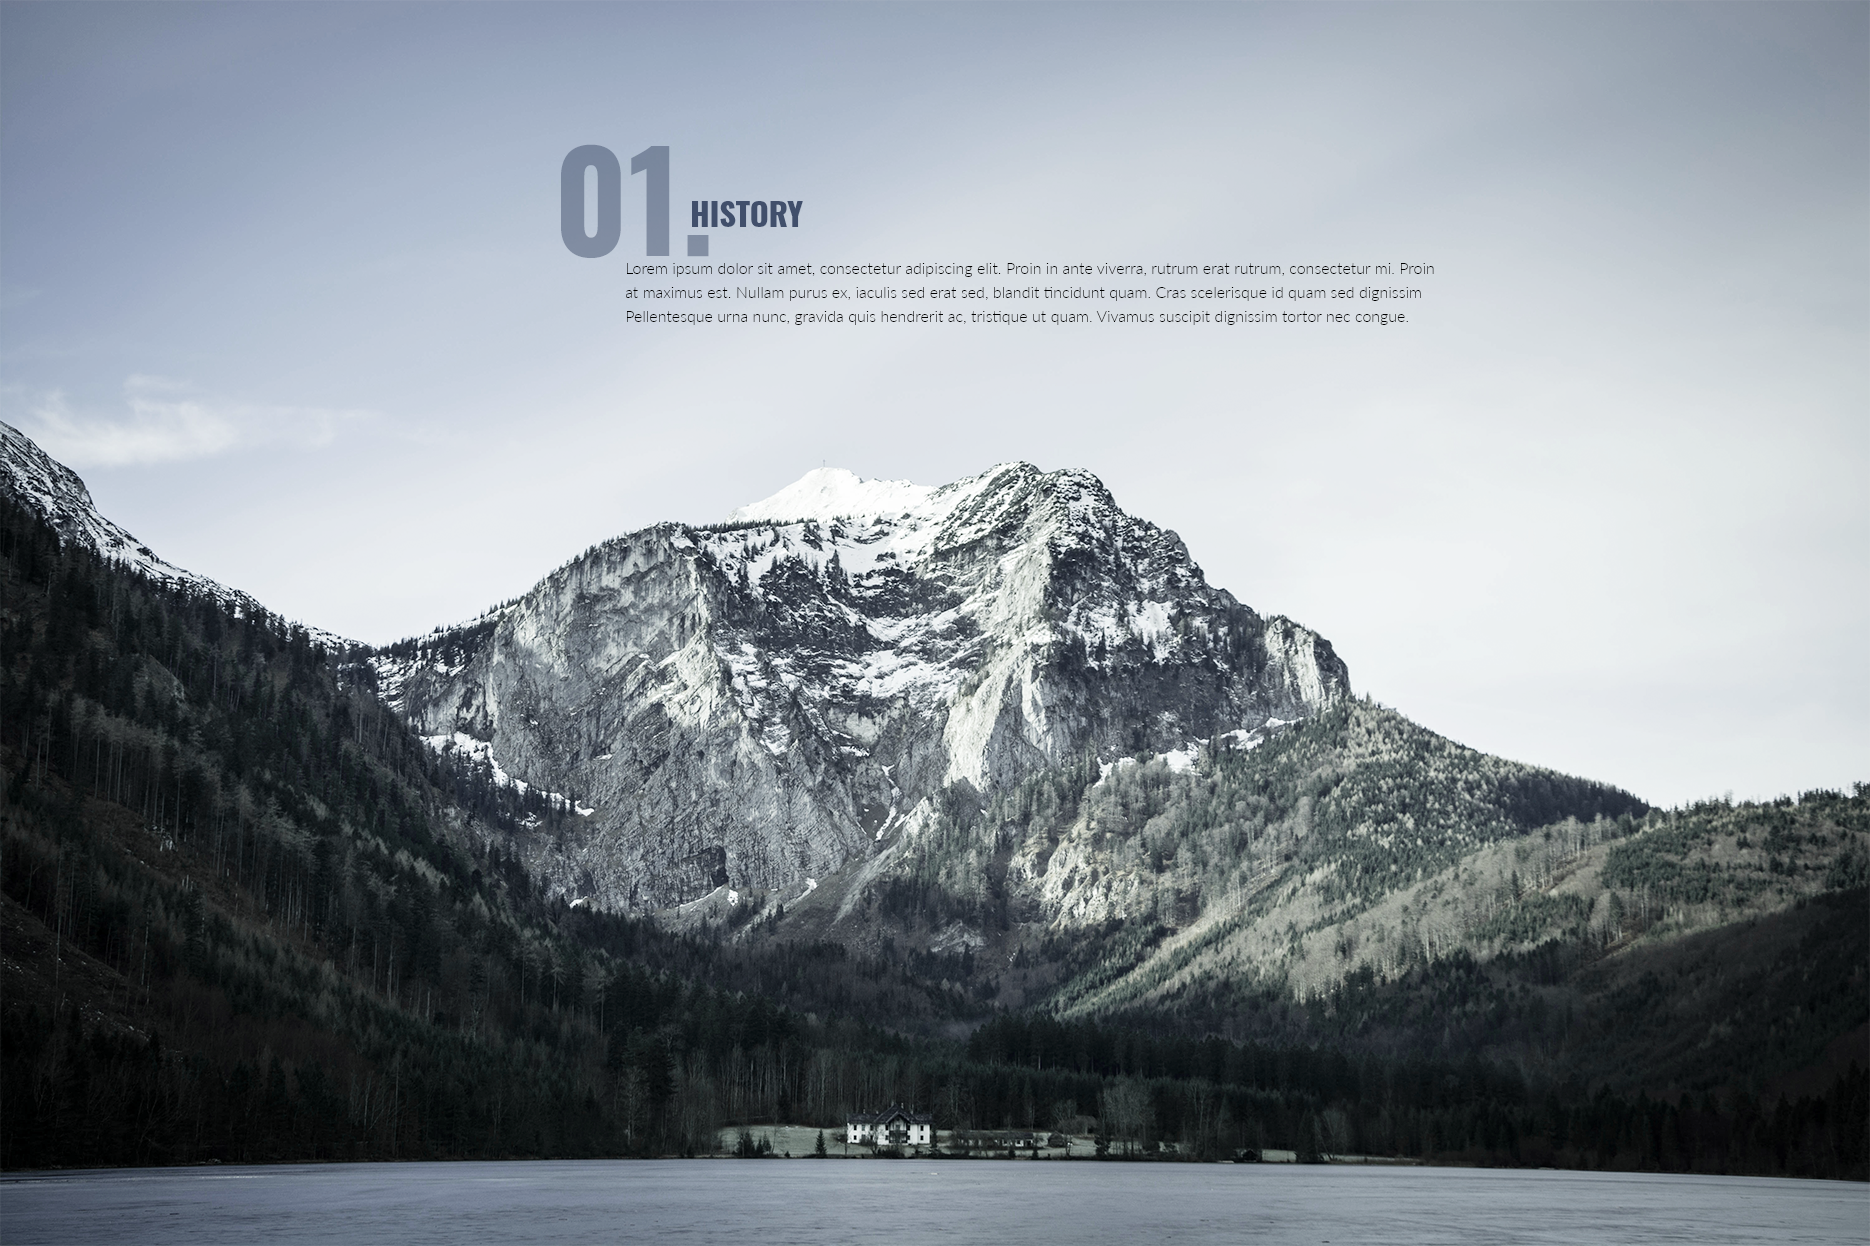 01.
HISTORY
Lorem ipsum dolor sit amet, consectetur adipiscing elit. Proin in ante viverra, rutrum erat rutrum, consectetur mi. Proin
at maximus est. Nullam purus ex, iaculis sed erat sed, blandit tincidunt quam. Cras scelerisque id quam sed dignissim
Pellentesque urna nunc, gravida quis hendrerit ac, tristique ut quam. Vivamus suscipit dignissim tortor nec congue.